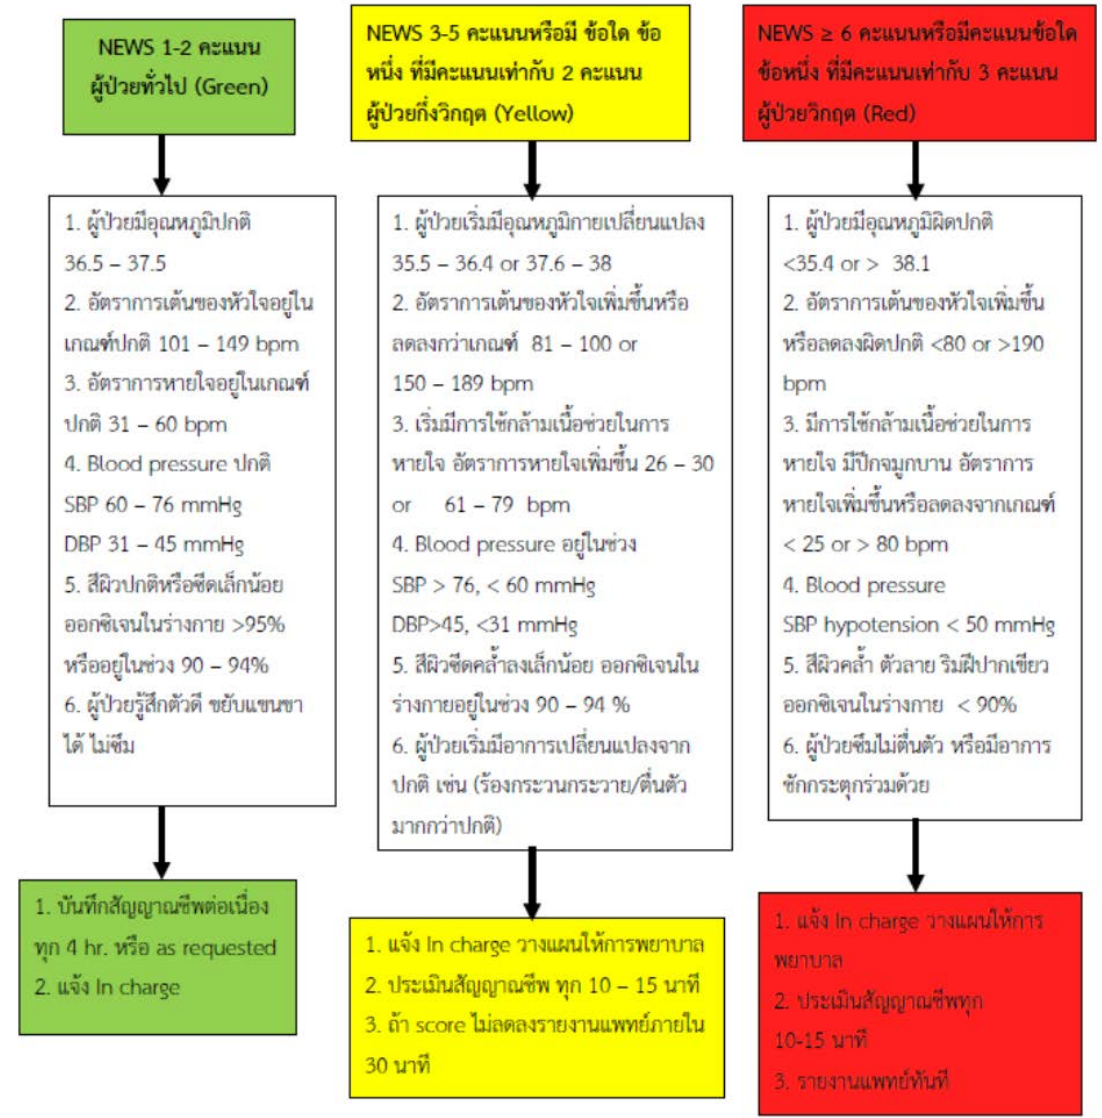 NEWS 1-2 คะแนน
ผู้ป่วยทั่วไป (Green)
1. ผู้ป่วยมีอุณหภูมิปกติ
36.5 – 37.5
2. อัตราการเต้นของหัวใจอยู่ใน
เกณฑ์ปกติ 101 – 149 bpm
3. อัตราการหายใจอยู่ในเกณฑ์
ปกติ 31 – 60 bpm
4. Blood pressure ปกติ
SBP 60 – 76 mmHg
DBP 31 – 45 mmHg
5. สีผิวปกติหรือซีดเล็กน้อย
ออกซิเจนในร่างกาย >95%
หรืออยู่ในช่วง 90 – 94%
6. ผู้ป่วยรู้สึกตัวดี ขยับแขนขา
ได้ ไม่ซึม
1. บันทึกสัญญาณชีพต่อเนื่อง
ทุก 4 hr. หรือ as requested
2. แจ้ง In charge
NEWS 3-5 คะแนนหรือมี ข้อใด ข้อ
หนึ่ง ที่มีคะแนนเท่ากับ 2 คะแนน
ผู้ป่วยกึ่งวิกฤต (Yellow)
1. ผู้ป่วยเริ่มมีอุณหภูมิกายเปลี่ยนแปลง
35.5 – 36.4 or 37.6 – 38
2. อัตราการเต้นของหัวใจเพิ่มขึ้นหรือ
ลดลงกว่าเกณฑ์ 81 – 100 or
150 – 189 bpm
3. เริ่มมีการใช้กล้ามเนื้อช่วยในการ
หายใจ อัตราการหายใจเพิ่มขึ้น 26 – 30
or 61 – 79 bpm
4. Blood pressure อยู่ในช่วง
SBP > 76, < 60 mmHg
DBP>45, <31 mmHg
5. สีผิวซีดคล้ำลงเล็กน้อย ออกซิเจนใน
ร่างกายอยู่ในช่วง 90 – 94 %
6. ผู้ป่วยเริ่มมีอาการเปลี่ยนแปลงจาก
ปกติ เช่น (ร้องกระวนกระวาย/ตื่นตัว
มากกว่าปกติ)
1. แจ้ง In charge วางแผนให้การพยาบาล
2. ประเมินสัญญาณชีพ ทุก 10 – 15 นาที
3. ถ้า score ไม่ลดลงรายงานแพทย์ภายใน
30 นาที
NEWS ≥ 6 คะแนนหรือมีคะแนนข้อใด
ข้อหนึ่ง ที่มีคะแนนเท่ากับ 3 คะแนน
ผู้ป่วยวิกฤต (Red)
1. ผู้ป่วยมีอุณหภูมิผิดปกติ
<35.4 or > 38.1
2. อัตราการเต้นของหัวใจเพิ่มขึ้น
หรือลดลงผิดปกติ <80 or >190
bpm
3. มีการใช้กล้ามเนื้อช่วยในการ
หายใจ มีปีกจมูกบาน อัตราการ
หายใจเพิ่มขึ้นหรือลดลงจากเกณฑ์
< 25 or > 80 bpm
4. Blood pressure
SBP hypotension < 50 mmHg
5. สีผิวคล้ำ ตัวลาย ริมฝีปากเขียว
ออกซิเจนในร่างกาย < 90%
6. ผู้ป่วยซึมไม่ตื่นตัว หรือมีอาการ
ชักกระตุกร่วมด้วย
1. แจ้ง In charge วางแผนให้การ
พยาบาล
2. ประเมินสัญญาณชีพทุก
10-15 นาที
3. รายงานแพทย์ทันที